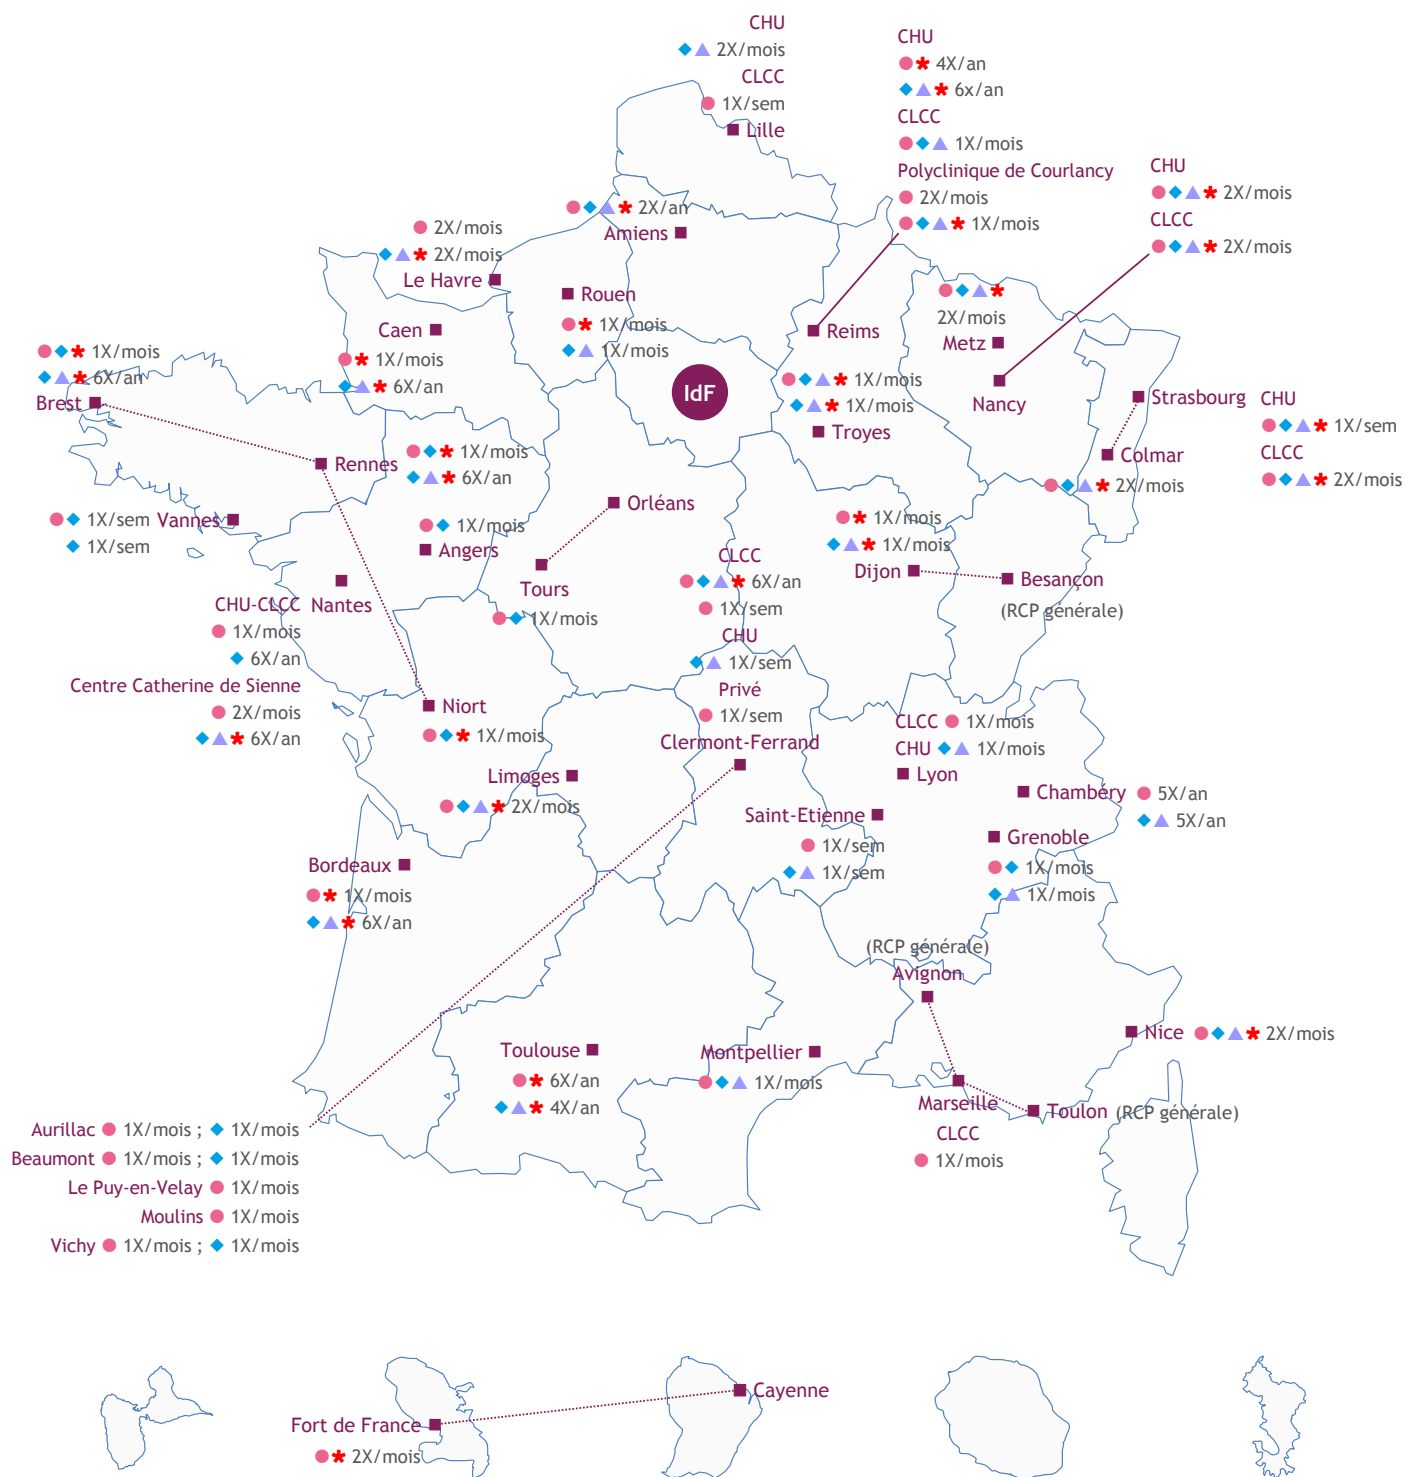 CHU
2X/mois
CLCC
1X/sem
Lille
CHU
4X/an
6x/an
CLCC
1X/mois
Polyclinique de Courlancy
2X/mois
1X/mois
CHU
2X/mois
CLCC
2X/mois
2X/an
Amiens
2X/mois
2X/mois
Le Havre
Rouen
1X/mois
1X/mois
Caen
1X/mois
6X/an
Reims
2X/mois
Metz
Nancy
IdF
1X/mois
1X/mois
Troyes
Strasbourg
CHU
1X/sem
CLCC
2X/mois
Colmar
2X/mois
1X/mois
6X/an
Brest
Rennes
1X/mois
6X/an
Vannes
1X/sem
1X/sem
1X/mois
Angers
Orléans
Tours
1X/mois
1X/mois
1X/mois
Dijon
Besançon
(RCP générale)
Nantes
CHU-CLCC
1X/mois
6X/an
Centre Catherine de Sienne
2X/mois
6X/an
CLCC
6X/an
1X/sem
CHU
1X/sem
Privé
1X/sem
Clermont-Ferrand
Niort
1X/mois
Limoges
2X/mois
CLCC 1X/mois
CHU 1X/mois
Lyon
Chambéry 5X/an
5X/an
Saint-Etienne
1X/sem
1X/sem
Grenoble
1X/mois
1X/mois
Bordeaux
1X/mois
6X/an
(RCP générale)
Avignon
Nice 2X/mois
Toulouse
6X/an
4X/an
Montpellier
1X/mois
Marseille
CLCC
1X/mois
Toulon (RCP générale)
Aurillac 1X/mois ; 1X/mois
Beaumont 1X/mois ; 1X/mois
Le Puy-en-Velay 1X/mois
Moulins 1X/mois
Vichy 1X/mois ; 1X/mois
Cayenne
Fort de France
2X/mois